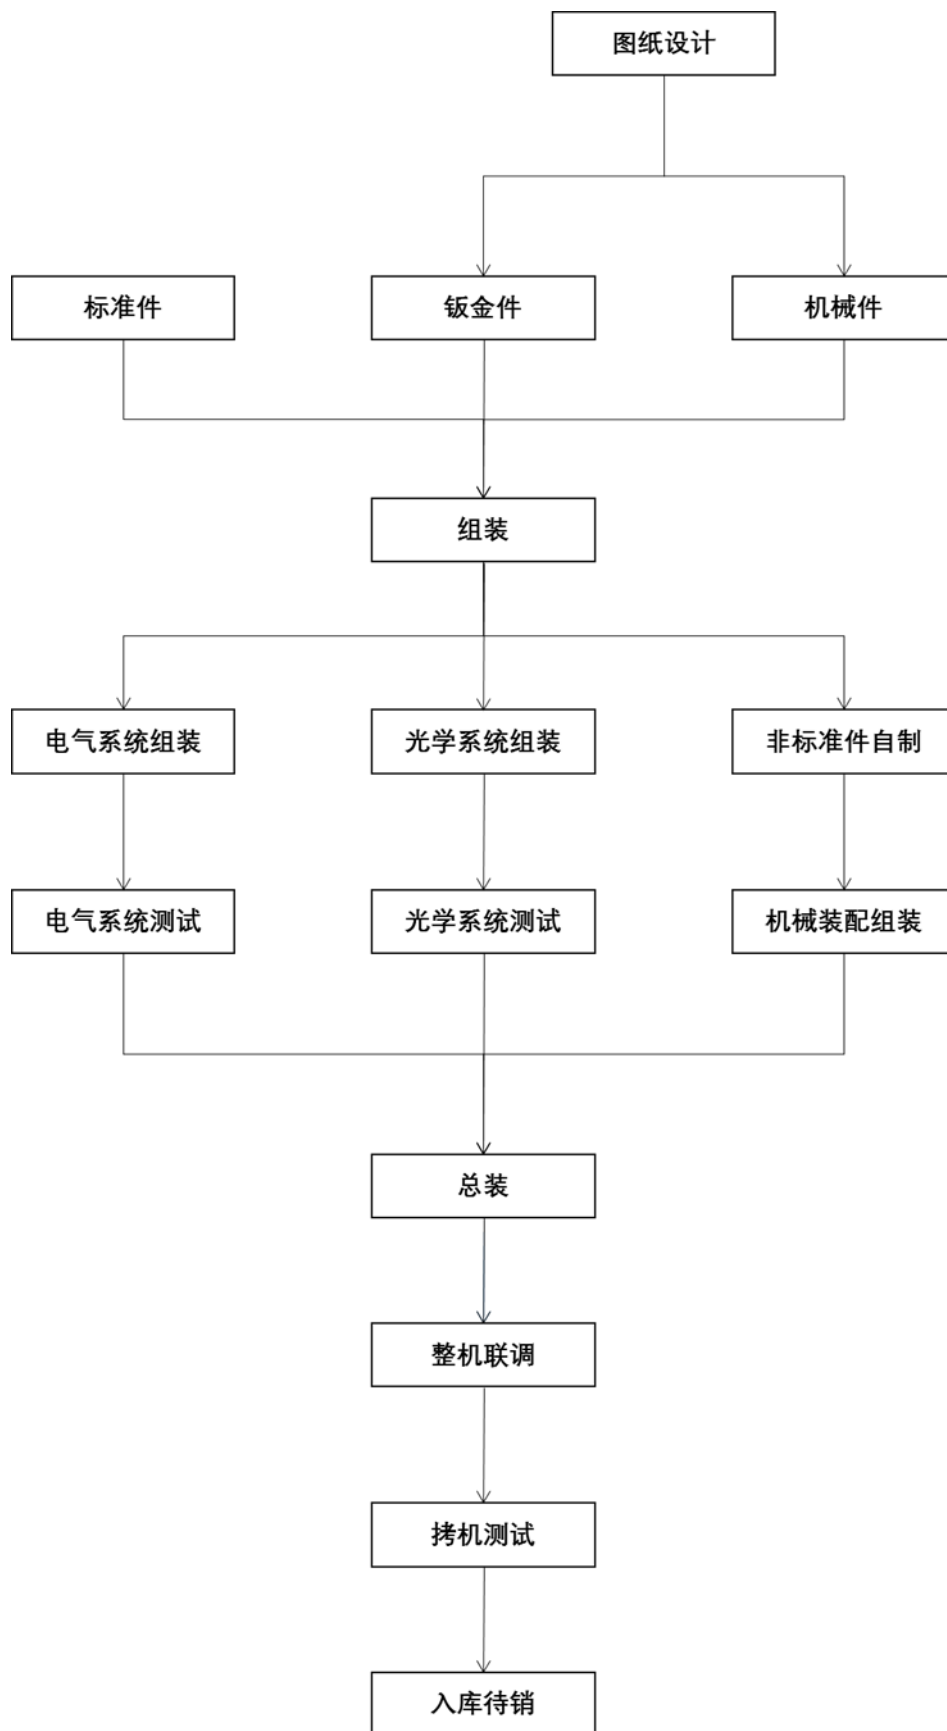 图纸设计
标准件
钣金件
机械件
组装
电气系统组装
光学系统组装
非标准件自制
电气系统测试
光学系统测试
机械装配组装
总装
整机联调
拷机测试
入库待销